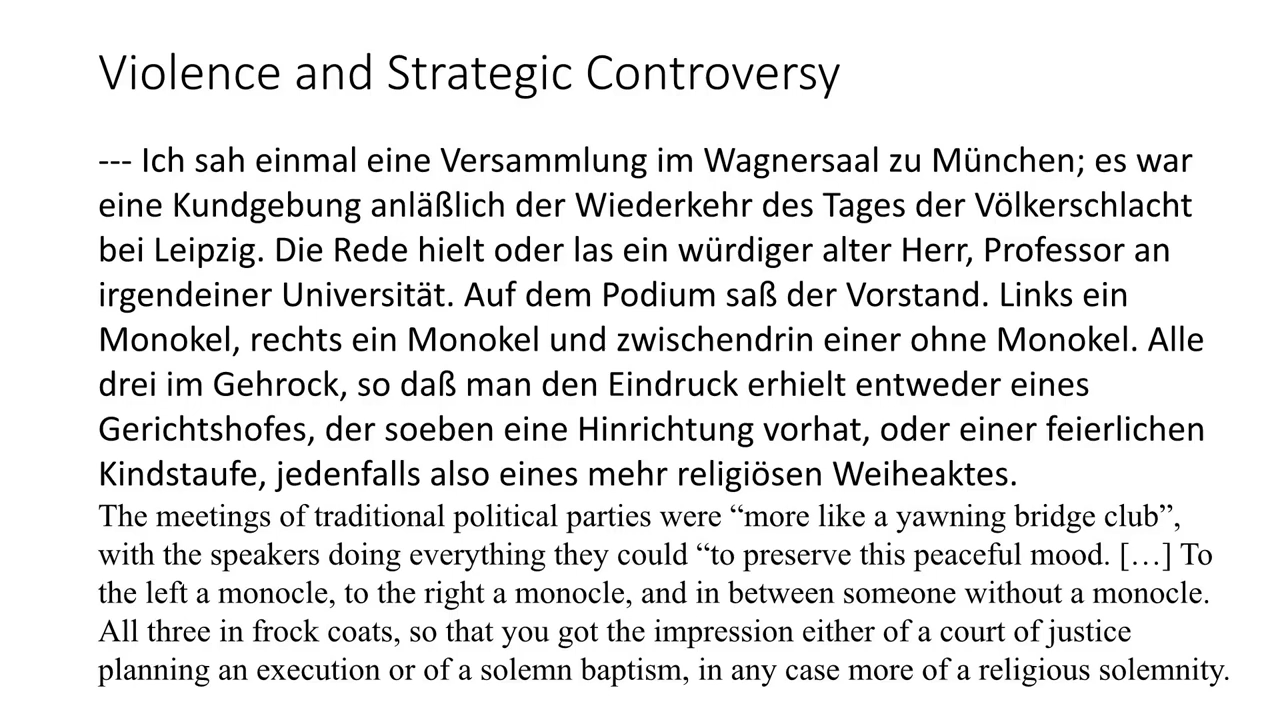 Violence and Strategic Controversy
--- Ich sah einmal eine Versammlung im Wagnersaal zu München; es war
eine Kundgebung anläßlich der Wiederkehr des Tages der Völkerschlacht
bei Leipzig. Die Rede hielt oder las ein würdiger alter Herr, Professor an
irgendeiner Universität. Auf dem Podium saß der Vorstand. Links ein
Monokel, rechts ein Monokel und zwischendrin einer ohne Monokel. Alle
drei im Gehrock, so daß man den Eindruck erhielt entweder eines
Gerichtshofes, der soeben eine Hinrichtung vorhat, oder einer feierlichen
Kindstaufe, jedenfalls also eines mehr religiösen Weiheaktes.
The meetings of traditional political parties were “more like a yawning bridge club”,
with the speakers doing everything they could “to preserve this peaceful mood. […] To
the left a monocle, to the right a monocle, and in between someone without a monocle.
All three in frock coats, so that you got the impression either of a court of justice
planning an execution or of a solemn baptism, in any case more of a religious solemnity.